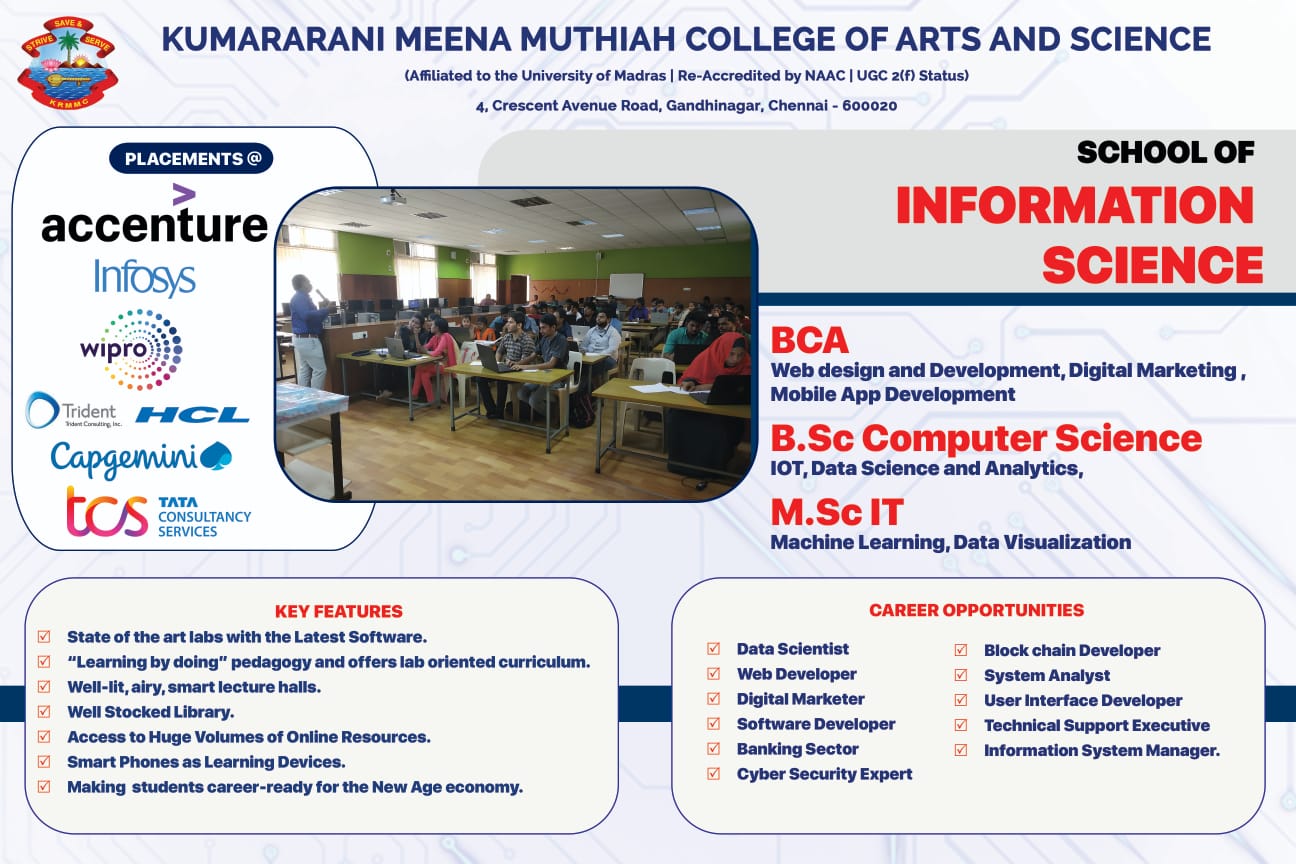 SAVE &
STRIVE
SERVE
KRMMC
KUMARARANI MEENA MUTHIAH COLLEGE OF ARTS AND SCIENCE
(Affiliated to the University of Madras | Re-Accredited by NAAC | UGC 2(f) Status)
4, Crescent Avenue Road, Gandhinagar, Chennai - 600020
PLACEMENTS @
accenture
Infosys
wipro
Trident
Trident Consulting, Inc.
HCL
Capgemini
tcs
TATA
CONSULTANCY
SERVICES
SCHOOL OF
INFORMATION
SCIENCE
BCA
Web design and Development, Digital Marketing ,
Mobile App Development
B.Sc Computer Science
IOT, Data Science and Analytics,
M.Sc IT
Machine Learning, Data Visualization
KEY FEATURES
State of the art labs with the Latest Software.
“Learning by doing” pedagogy and offers lab oriented curriculum.
Well-lit, airy, smart lecture halls.
Well Stocked Library.
Access to Huge Volumes of Online Resources.
Smart Phones as Learning Devices.
Making students career-ready for the New Age economy.
CAREER OPPORTUNITIES
Data Scientist
Web Developer
Digital Marketer
Software Developer
Banking Sector
Cyber Security Expert
Block chain Developer
System Analyst
User Interface Developer
Technical Support Executive
Information System Manager.